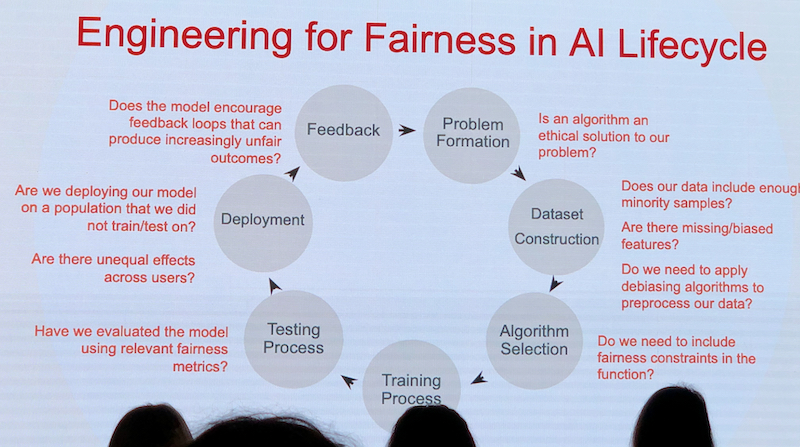 Engineering for Fairness in AI Lifecycle
Does the model encourage
feedback loops that can
produce increasingly unfair
outcomes?
Feedback
Problem
Formation
Is an algorithm an
ethical solution to our
problem?
Are we deploying our model
on a population that we did
not train/test on?
Are there unequal effects
across users?
Deployment
Dataset
Construction
Does our data include enough
minority samples?
Are there missing/biased
features?
Do we need to apply
debiasing algorithms to
preprocess our data?
Have we evaluated the model
using relevant fairness
metrics?
Testing
Process
Algorithm
Selection
Do we need to include
fairness constraints in the
function?
Training
Process